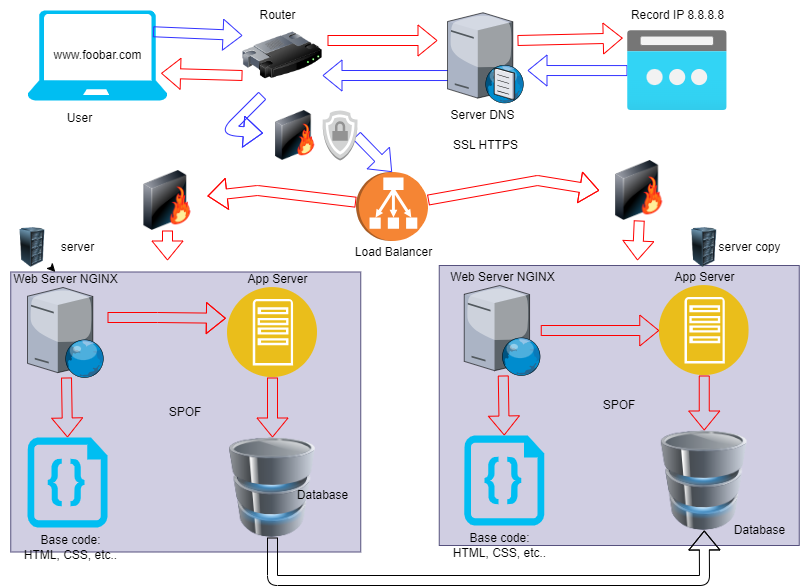 Router
Record IP 8.8.8.8
www.foobar.com
User
Server DNS
SSL HTTPS
Load Balancer
server
server copy
Web Server NGINX
App Server
Web Server NGINX
App Server
SPOF
SPOF
Database
Database
Base code:
HTML, CSS, etc..
Base code:
HTML, CSS, etc..